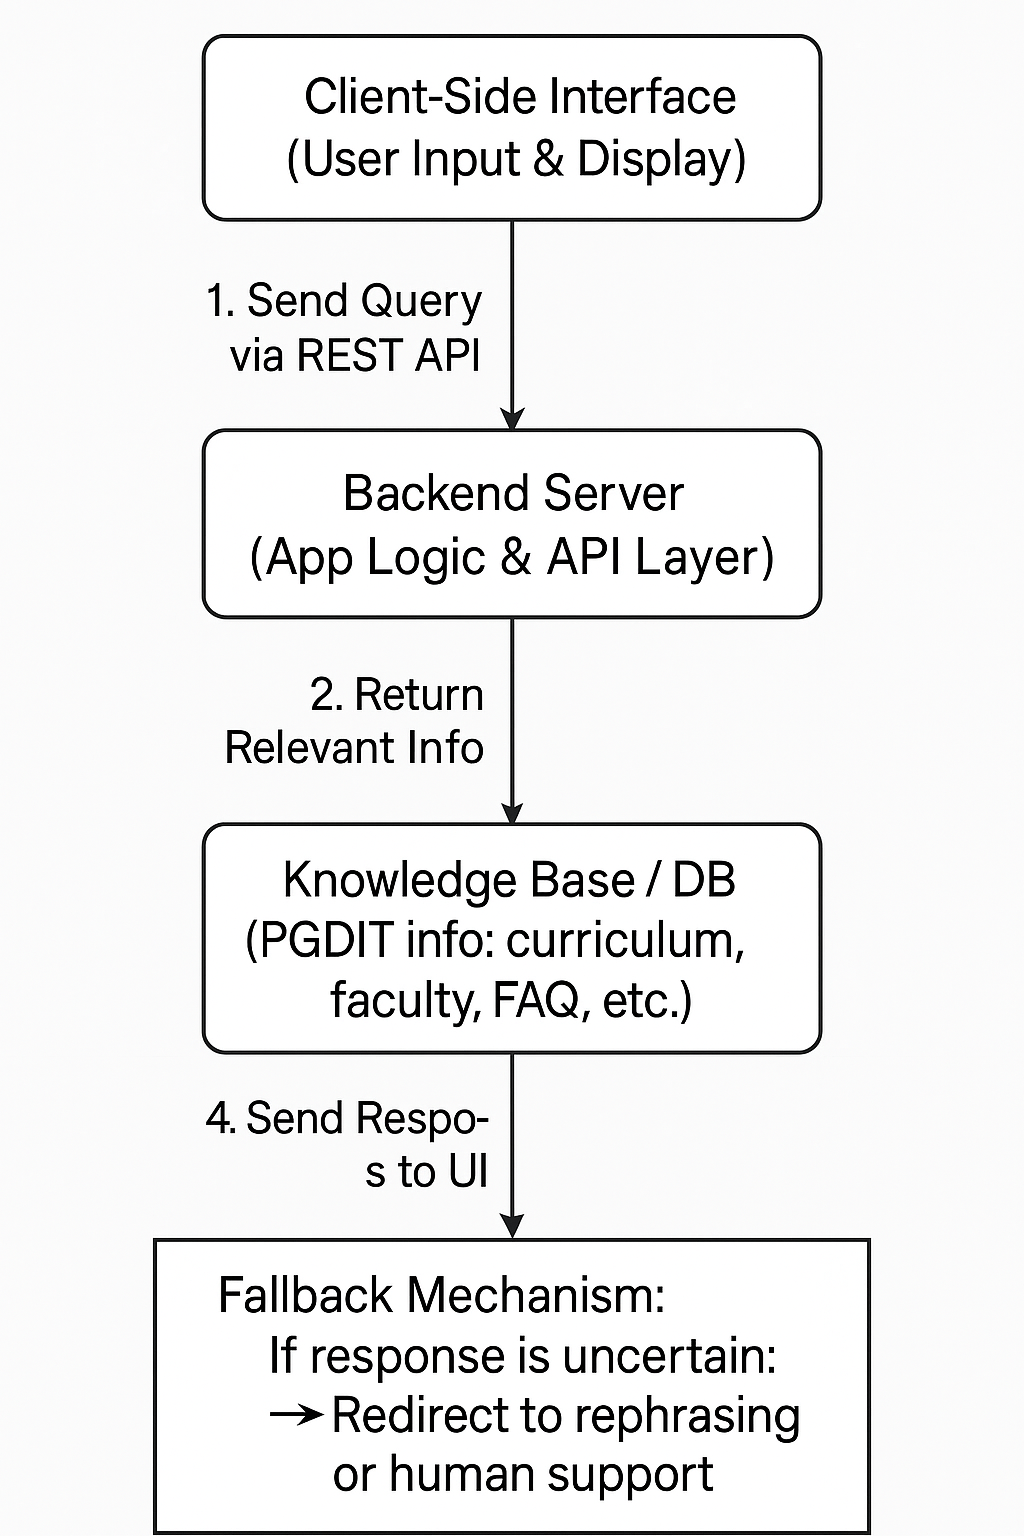 Client-Side Interface
(User Input & Display)
1. Send Query
via REST API
Backend Server
(App Logic & API Layer)
2. Return
Relevant Info
Knowledge Base / DB
(PGDIT info: curriculum,
faculty, FAQ, etc.)
4. Send Respo-
s to UI
Fallback Mechanism:
If response is uncertain:
→ Redirect to rephrasing
or human support